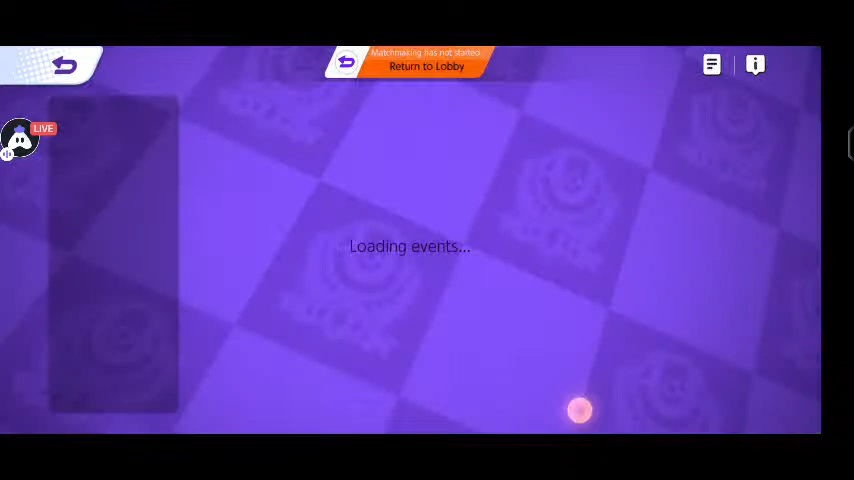 Matchmaking has not started
Return to Lobby
LIVE
Loading events...